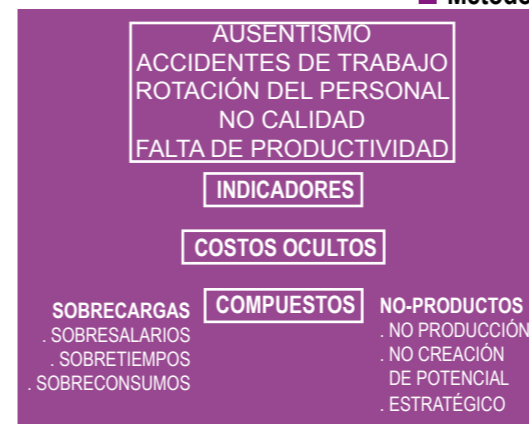 AUSENTISMO
ACCIDENTES DE TRABAJO
ROTACIÓN DEL PERSONAL
NO CALIDAD
FALTA DE PRODUCTIVIDAD
INDICADORES
COSTOS OCULTOS
COMPUESTOS
SOBRECARGAS
. SOBRESALARIOS
. SOBRETIEMPOS
. SOBRECONSUMOS
NO-PRODUCTOS
. NO PRODUCCIÓN
. NO CREACIÓN
DE POTENCIAL
. ESTRATÉGICO